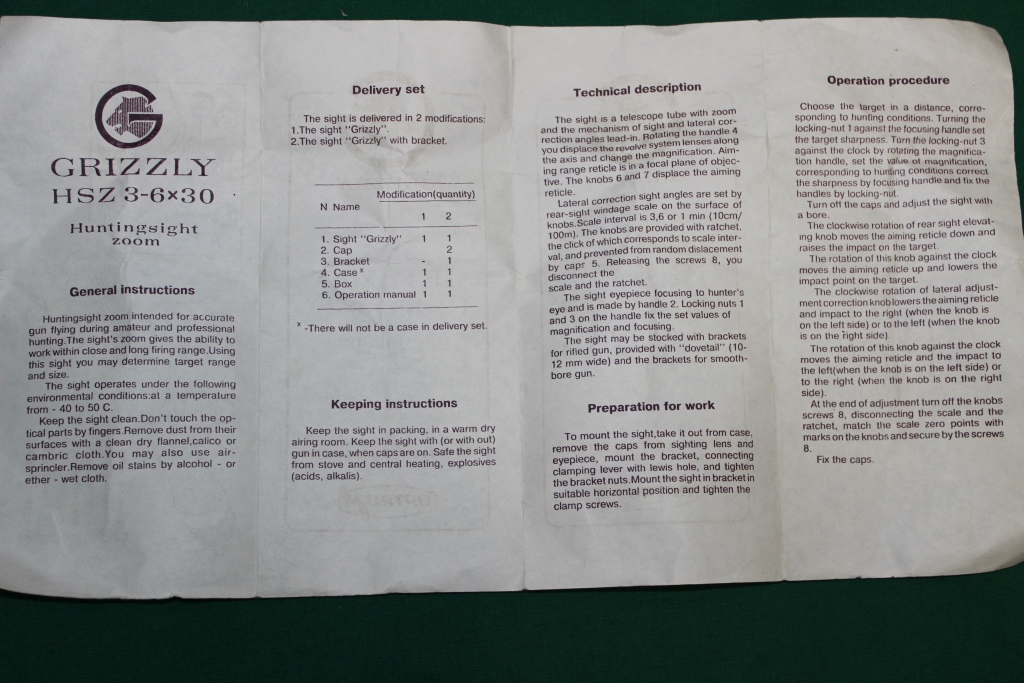 GRIZZLY
HSZ 3-6×30
Huntingsight
zoom
General instructions
Huntingsight zoom intended for accurate
gun flying during amateur and professional
hunting.The sight's zoom gives the ability to
work within close and long firing range.Using
this sight you may determine target range
and size.
The sight operates under the following
environmental conditions:at a temperature
from - 40 to 50 C.
Keep the sight clean.Don't touch the op-
tical parts by fingers.Remove dust from their
surfaces with a clean dry flannel,calico or
cambric cloth.You may also use air-
sprincler.Remove oil stains by alcohol - or
ether - wet cloth.
Delivery set
The sight is delivered in 2 modifications:
1.The sight "Grizzly".
2.The sight "Grizzly" with bracket.
Modification(quantity)
N Name
1 2
1. Sight "Grizzly" 1 1
2. Cap 2
3. Bracket - 1
4. Case x 1 1
5. Box 1 1
6. Operation manual 1 1
x -There will not be a case in delivery set.
Keeping instructions
Keep the sight in packing, in a warm dry
airing room. Keep the sight with (or with out)
gun in case, when caps are on. Safe the sight
from stove and central heating, explosives
(acids, alkalis).
Technical description
The sight is a telescope tube with zoom
and the mechanism of sight and lateral cor-
rection angles lead-in. Rotating the handle 4
you displace the revolve system lenses along
the axis and change the magnification. Aim-
ing range reticle is in a focal plane of objec-
tive. The knobs 6 and 7 displace the aiming
reticle.
Lateral correction sight angles are set by
rear-sight windage scale on the surface of
knobs.Scale interval is 3,6 or 1 min (10cm/
100m). The knobs are provided with ratchet.
the click of which corresponds to scale inter-
val, and prevented from random dislacement
by capr 5. Releasing the screws 8, you
disconnect the
scale and the ratchet.
The sight eyepiece focusing to hunter's
eye and is made by handle 2. Locking nuts 1
and 3 on the handle fix the set values of
magnification and focusing.
The sight may be stocked with brackets
for rifled gun, provided with "dovetail" (10-
12 mm wide) and the brackets for smooth-
bore gun.
Preparation for work
To mount the sight,take it out from case,
remove the caps from sighting lens and
eyepiece, mount the bracket, connecting
clamping lever with lewis hole, and tighten
the bracket nuts.Mount the sight in bracket in
suitable horizontal position and tighten the
clamp screws.
Operation procedure
Choose the target in a distance, corre-
sponding to hunting conditions. Turning the
locking-nut 1 against the focusing handle set
the target sharpness. Turn the locking-nut 3
against the clock by rotating the magnifica-
tion handle, set the value of magnification,
corresponding to hunting conditions correct
the sharpness by focusing handle and fix the
handles by locking-nut.
Turn off the caps and adjust the sight with
a bore.
The clockwise rotation of rear sight elevat-
ing knob moves the aiming reticle down and
raises the impact on the target.
The rotation of this knob against the clock
moves the aiming reticle up and lowers the
impact point on the target.
The clockwise rotation of lateral adjust-
ment correction knob lowers the aiming reticle
and impact to the right (when the knob is
on the left side) or to the left (when the knob
is on the right side).
The rotation of this knob against the clock
moves the aiming reticle and the impact to
the left(when the knob is on the left side) or
to the right (when the knob is on the right
side).
At the end of adjustment turn off the knobs
screws 8, disconnecting the scale and the
ratchet, match the scale zero points with
marks on the knobs and secure by the screws
8.
Fix the caps.